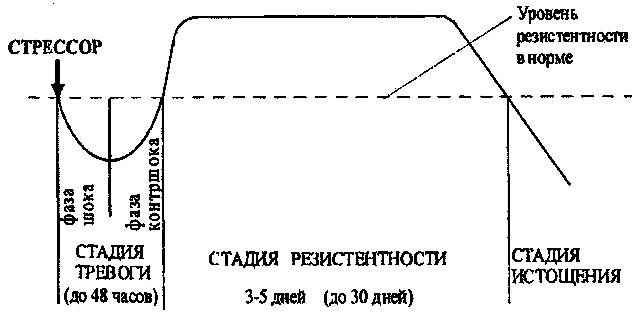 Уровень
резистентности
в норме
СТРЕССОР
фаза
шока
фаза
контршока
СТАДИЯ
ТРЕВОГИ
(до 48 часов)
СТАДИЯ РЕЗИСТЕНТНОСТИ
3-5 дней (до 30 дней)
СТАДИЯ
ИСТОЩЕНИЯ